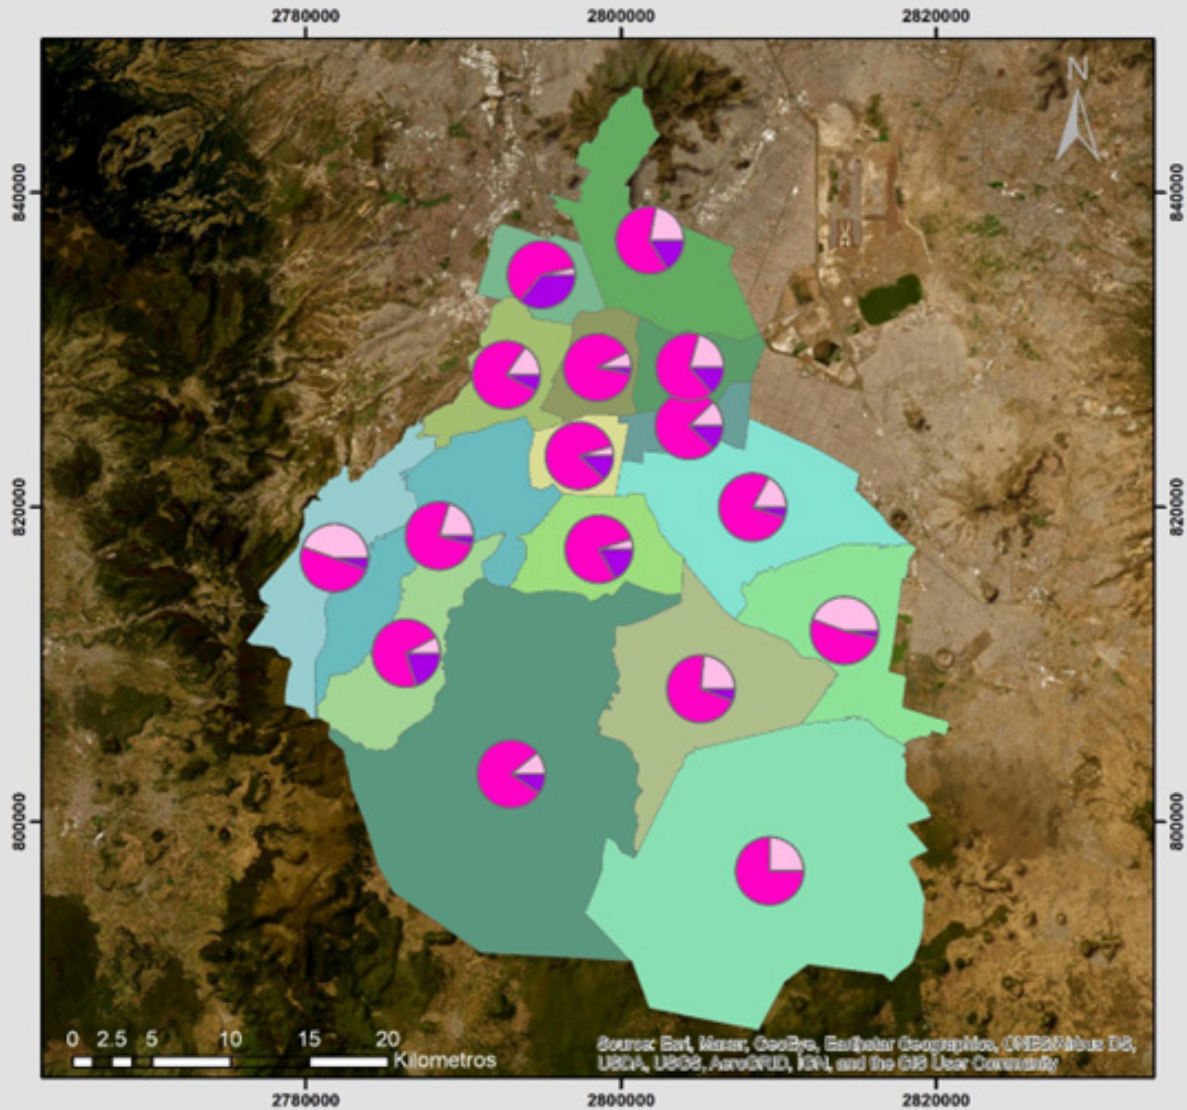 2780000 2800000 2820000
N
840000 840000
820000 820000
800000 800000
0 2.5 5 10 15 20
Kilometros
Source: Esri, Maxar, GeoEye, Earthstar Geographics, CNES/Airbus DS,
USDA, USGS, AeroGRID, IGN, and the GIS User Community
2780000 2800000 2820000